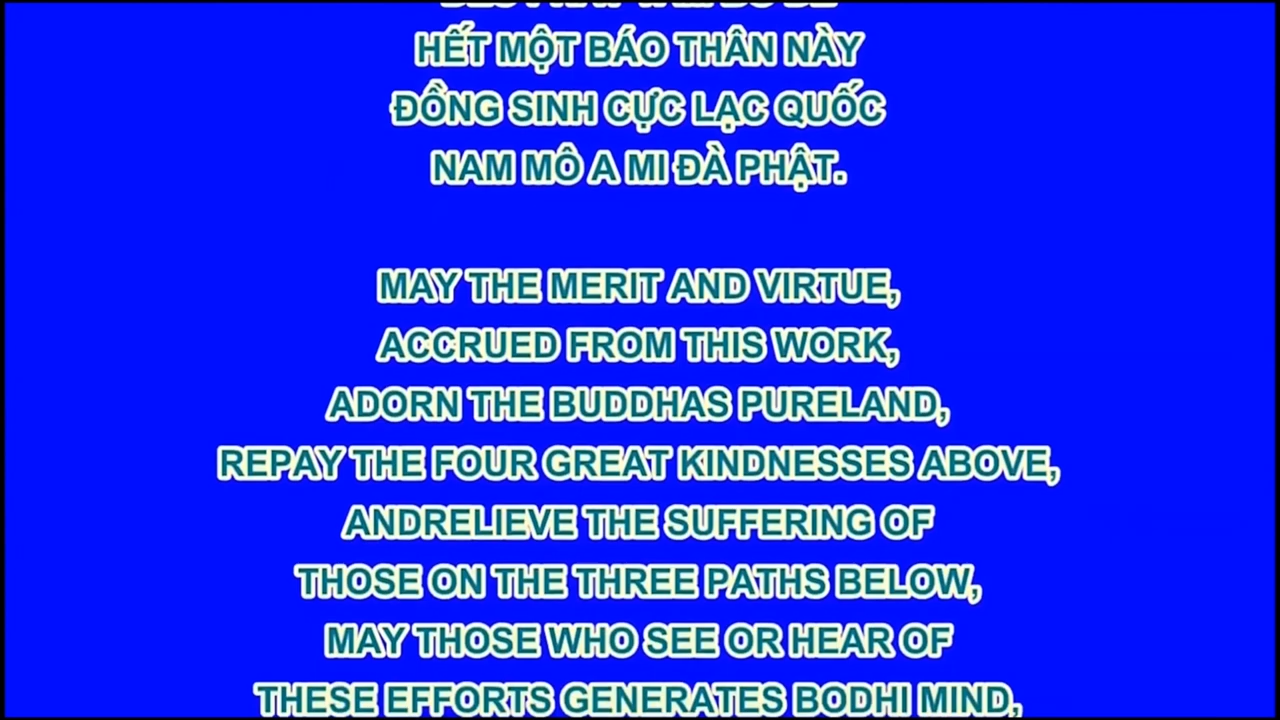 HẾT MỘT BÁO THÂN NÀY
ĐỒNG SINH CỰC LẠC QUỐC
NAM MÔ A MI ĐÀ PHẬT.
MAY THE MERIT AND VIRTUE,
ACCRUED FROM THIS WORK,
ADORN THE BUDDHAS PURELAND,
REPAY THE FOUR GREAT KINDNESSES ABOVE,
ANDRELIEVE THE SUFFERING OF
THOSE ON THE THREE PATHS BELOW,
MAY THOSE WHO SEE OR HEAR OF
THESE EFFORTS GENERATES BODHI MIND,